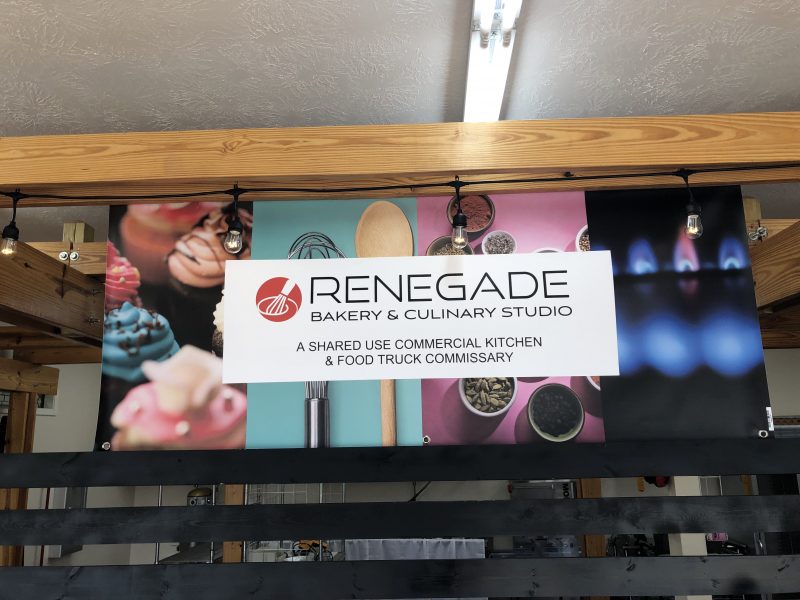 RENEGADE
BAKERY & CULINARY STUDIO
A SHARED USE COMMERCIAL KITCHEN
& FOOD TRUCK COMMISSARY